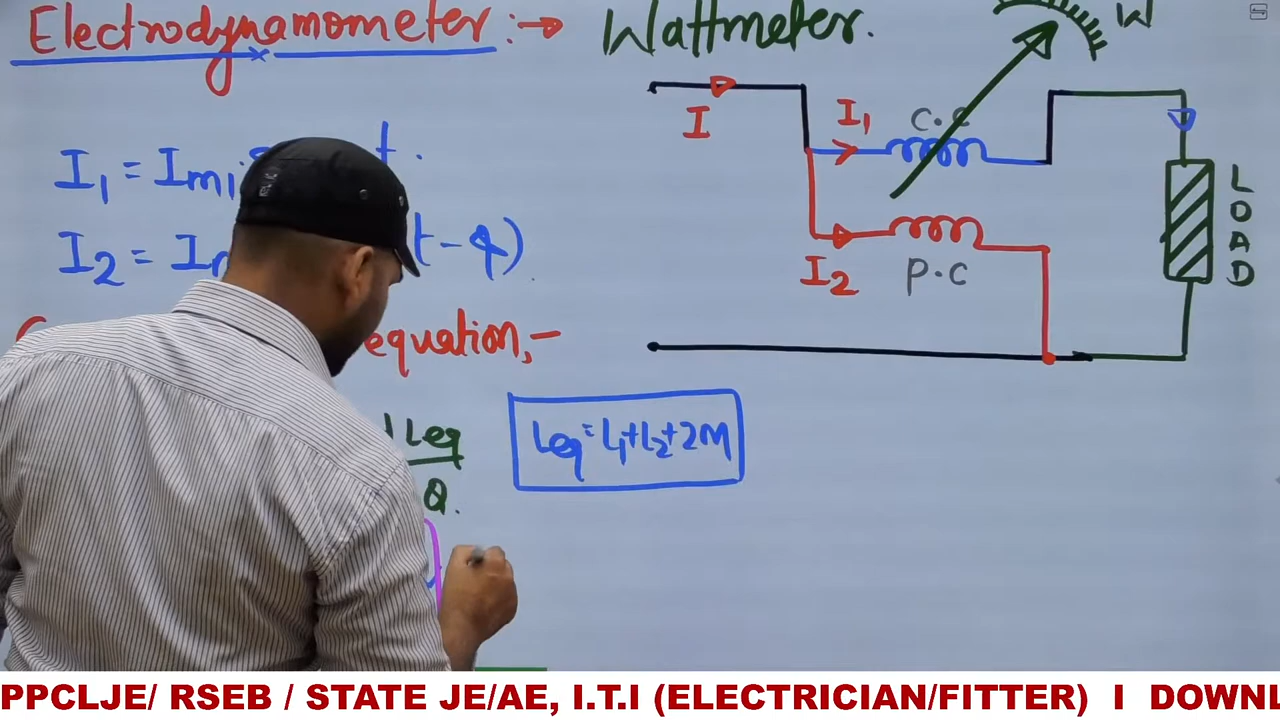 Electrodynamometer :→ Wattmeter.
W
I
I₁
C.C
I₁ = Im₁ t.
I₂ = I t - φ)
I₂
P.C
LOAD
equation,-
d Leq
Leq = L₁+L₂+2M
θ.
PPCLJE/ RSEB / STATE JE/AE, I.T.I (ELECTRICIAN/FITTER) I DOWNL